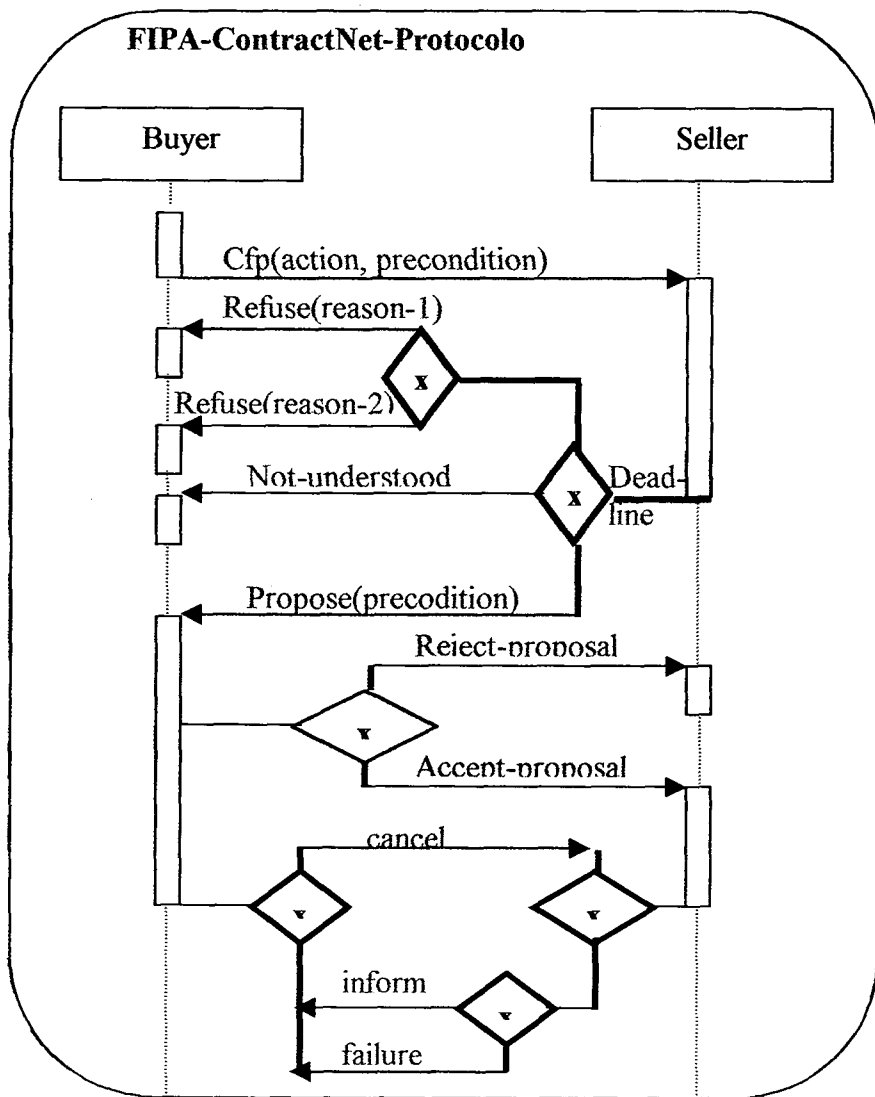 FIPA-ContractNet-Protocolo
Buyer
Seller
Cfp(action, precondition)
Refuse(reason-1)
x
Refuse(reason-2)
Not-understood
x
Dead-
line
Propose(precodition)
Reject-proposal
x
Accept-proposal
cancel
x
x
inform
x
failure